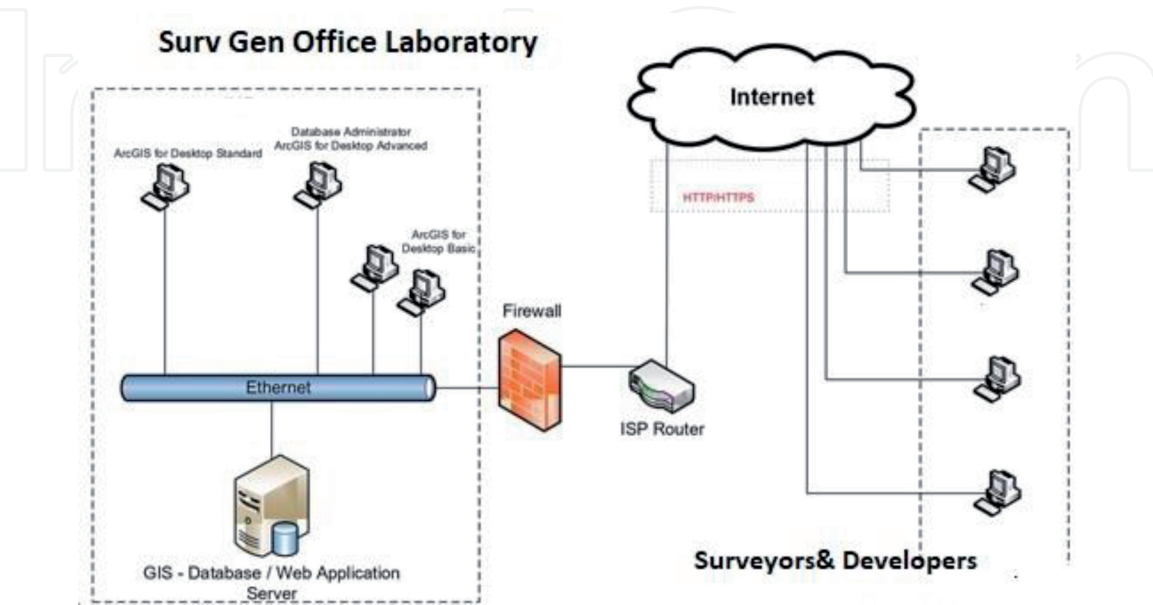 Surv Gen Office Laboratory
Internet
Database Administrator
ArcGIS for Desktop Standard
ArcGIS for Desktop Advanced
HTTP/HTTPS
ArcGIS for
Desktop Basic
Firewall
Ethernet
ISP Router
Surveyors& Developers
GIS - Database / Web Application
Server